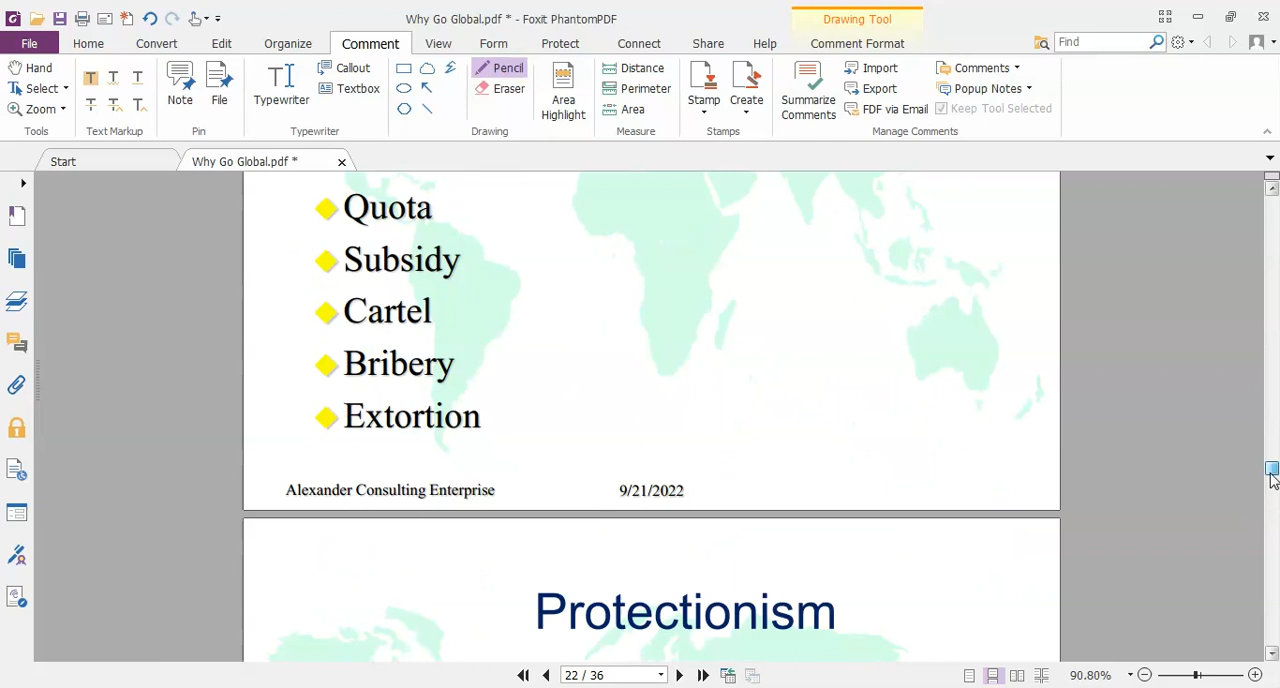 Why Go Global.pdf * - Foxit PhantomPDF
Drawing Tool
File Home Convert Edit Organize Comment View Form Protect Connect Share Help Comment Format
Find
Hand
Select
Zoom
Tools
Text Markup
Note
File
Pin
Typewriter
Callout
Textbox
Typewriter
Pencil
Eraser
Drawing
Area
Highlight
Distance
Perimeter
Area
Measure
Stamp
Create
Stamps
Summarize
Comments
Import
Export
FDF via Email
Comments
Popup Notes
Keep Tool Selected
Manage Comments
Start
Why Go Global.pdf *
Quota
Subsidy
Cartel
Bribery
Extortion
Alexander Consulting Enterprise 9/21/2022
Protectionism
22 / 36
90.80%